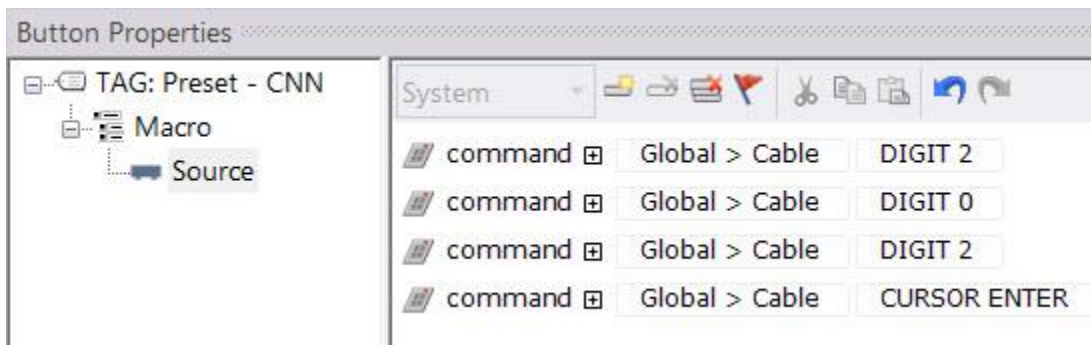 Button Properties
TAG: Preset - CNN
Macro
Source
System
command Global > Cable DIGIT 2
command Global > Cable DIGIT 0
command Global > Cable DIGIT 2
command Global > Cable CURSOR ENTER